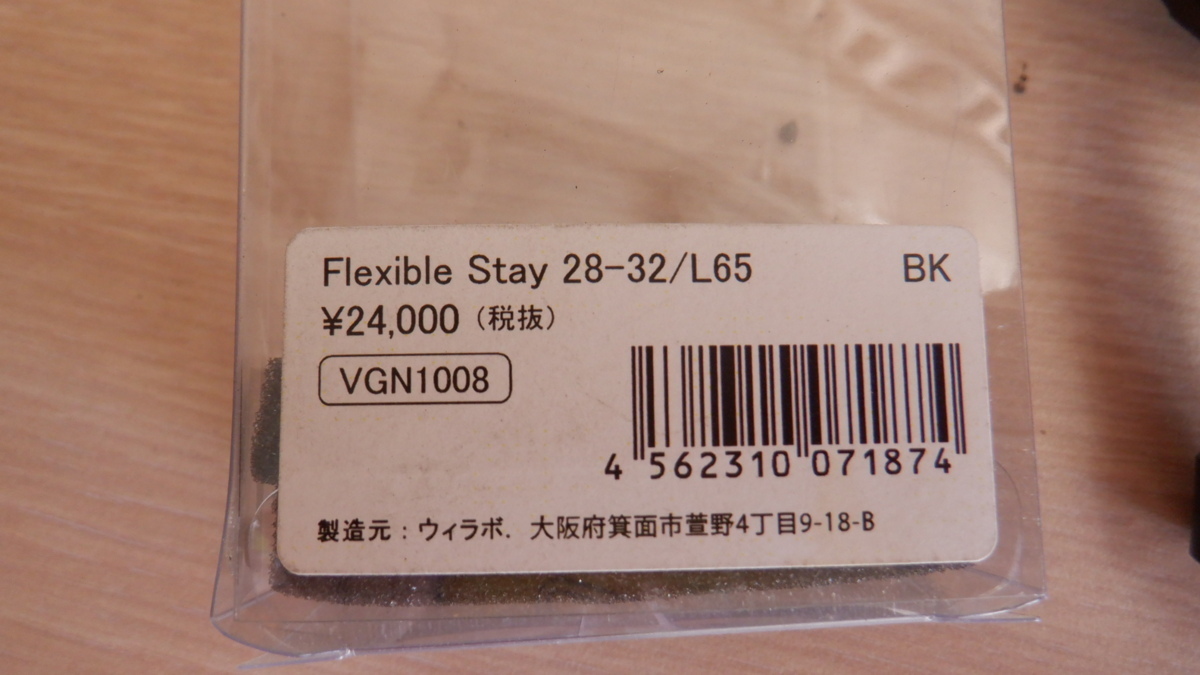 Flexible Stay 28-32/L65 BK
¥24,000 (税抜)
VGN1008
4 562310 071874
製造元 : ウィラボ. 大阪府箕面市萱野4丁目9-18-B